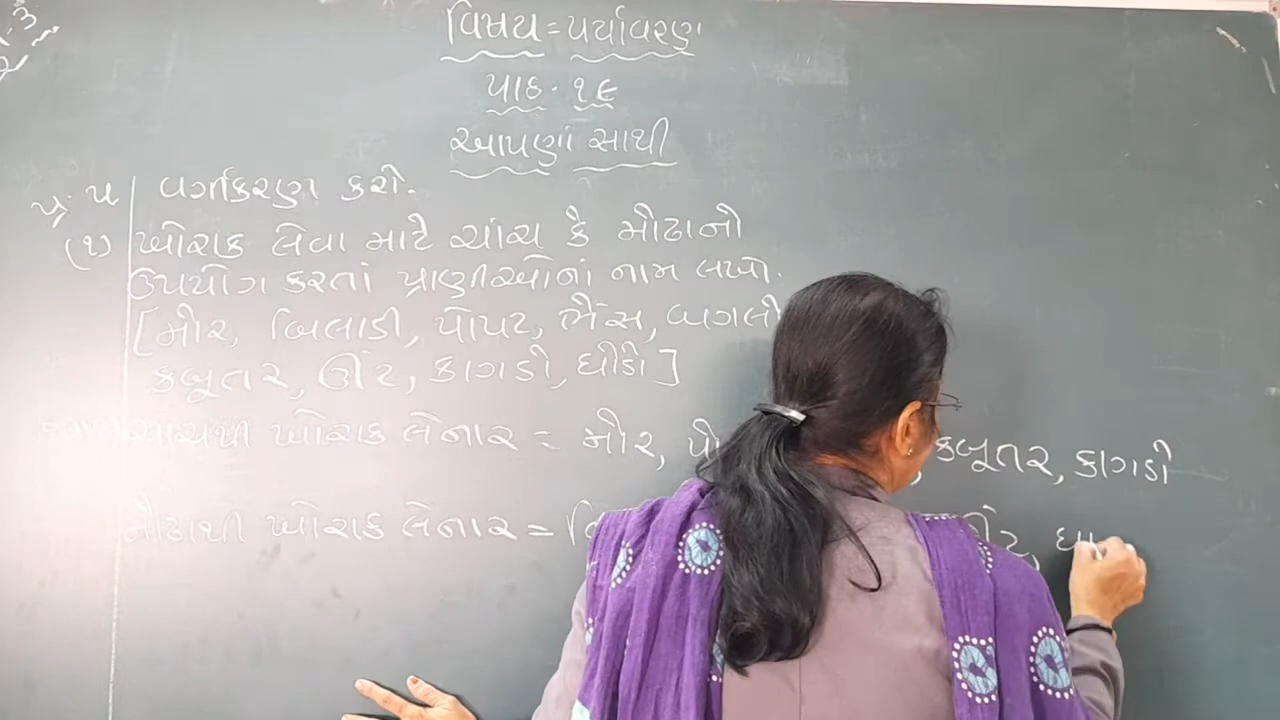 વિષય = પર્યાવરણ
પાઠ. ૧૯
આપણાં સાથી
પ્ર. ૫ વર્ગીકરણ કરો.
(૧) ખોરાક લેવા માટે ચાંચ કે મોઢાનો
ઉપયોગ કરતાં પ્રાણીઓનાં નામ લખો.
[મોર, બિલાડી, પોપટ, ભેંસ, બગલો
કબૂતર, ઊંટ, કાગડો, ઘોડો]
ચાંચથી ખોરાક લેનાર = મોર, કબૂતર, કાગડો
મોઢાથી ખોરાક લેનાર =